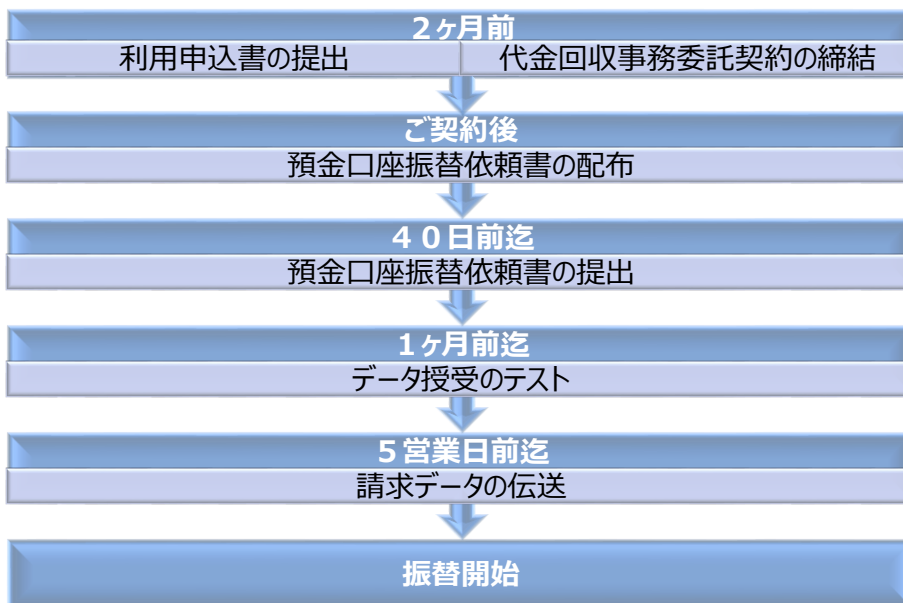 2ヶ月前
利用申込書の提出
代金回収事務委託契約の締結
ご契約後
預金口座振替依頼書の配布
４０日前迄
預金口座振替依頼書の提出
1ヶ月前迄
データ授受のテスト
５営業日前迄
請求データの伝送
振替開始